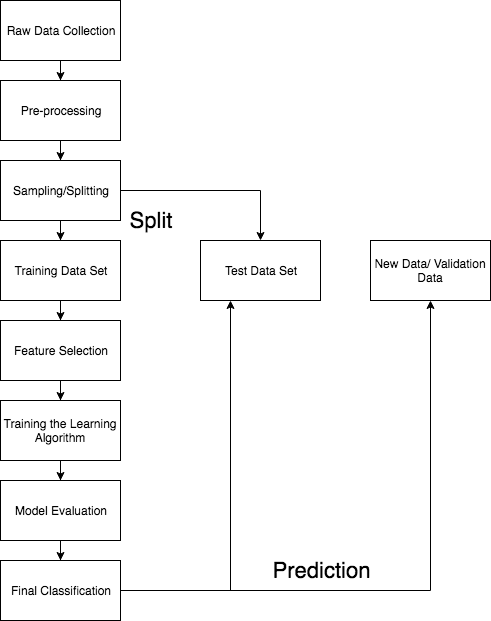 Raw Data Collection
Pre-processing
Sampling/Splitting
Split
Training Data Set
Test Data Set
New Data/ Validation
Data
Feature Selection
Training the Learning
Algorithm
Model Evaluation
Final Classification
Prediction